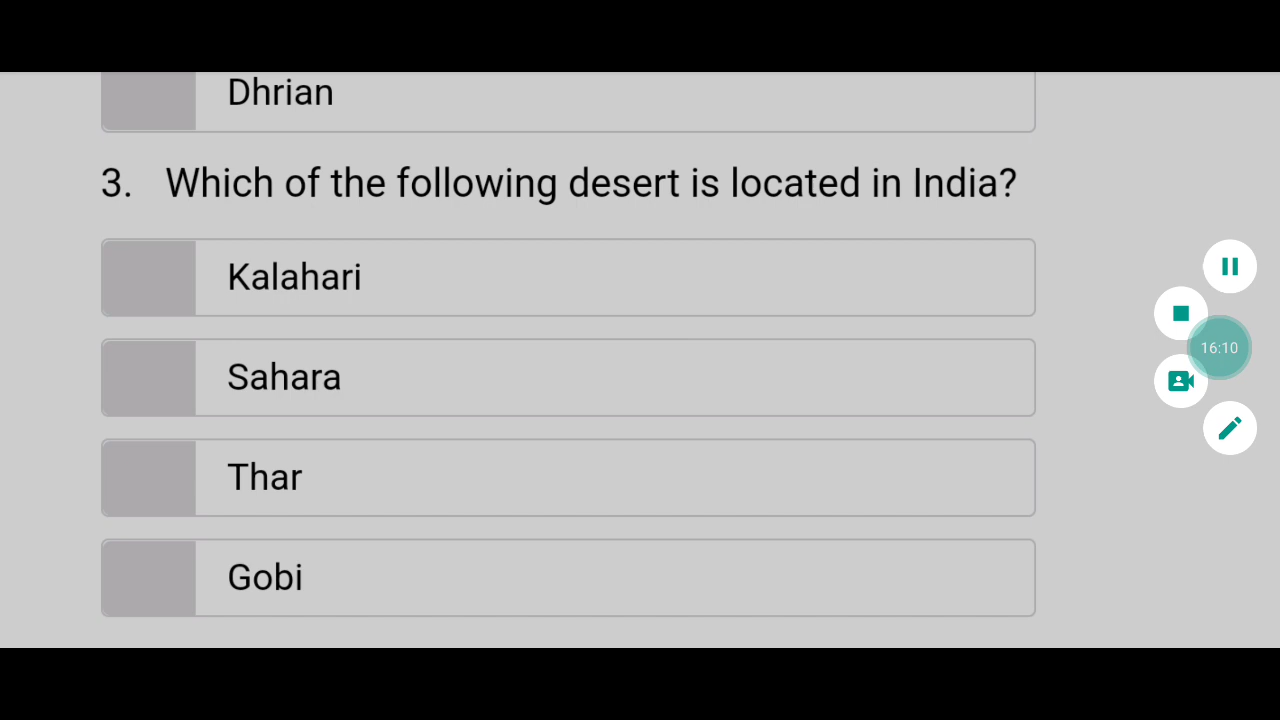 Dhrian
3. Which of the following desert is located in India?
Kalahari
Sahara
16:10
Thar
Gobi